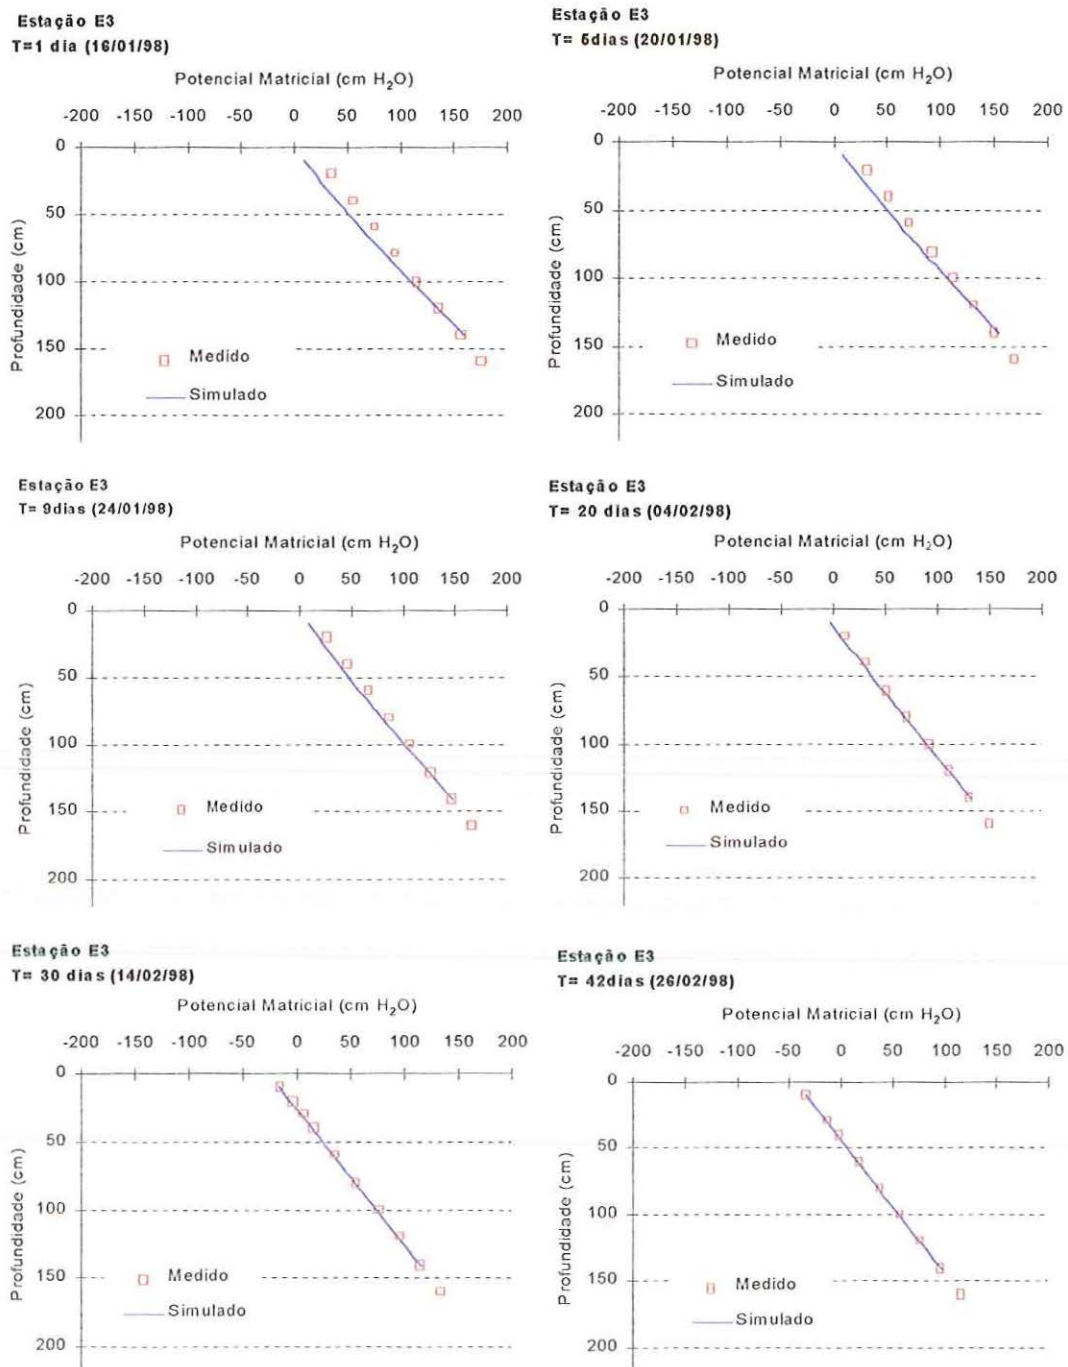 Estação E3
T=1 dia (16/01/98)
Potencial Matricial (cm H₂O)
-200 -150 -100 -50 0 50 100 150 200
0
50
100
150
200
Profundidade (cm)
Medido
Simulado
Estação E3
T= 5dias (20/01/98)
Potencial Matricial (cm H₂O)
-200 -150 -100 -50 0 50 100 150 200
0
50
100
150
200
Profundidade (cm)
Medido
Simulado
Estação E3
T= 9dias (24/01/98)
Potencial Matricial (cm H₂O)
-200 -150 -100 -50 0 50 100 150 200
0
50
100
150
200
Profundidade (cm)
Medido
Simulado
Estação E3
T= 20 dias (04/02/98)
Potencial Matricial (cm H₂O)
-200 -150 -100 -50 0 50 100 150 200
0
50
100
150
200
Profundidade (cm)
Medido
Simulado
Estação E3
T= 30 dias (14/02/98)
Potencial Matricial (cm H₂O)
-200 -150 -100 -50 0 50 100 150 200
0
50
100
150
200
Profundidade (cm)
Medido
Simulado
Estação E3
T= 42dias (26/02/98)
Potencial Matricial (cm H₂O)
-200 -150 -100 -50 0 50 100 150 200
0
50
100
150
200
Profundidade (cm)
Medido
Simulado